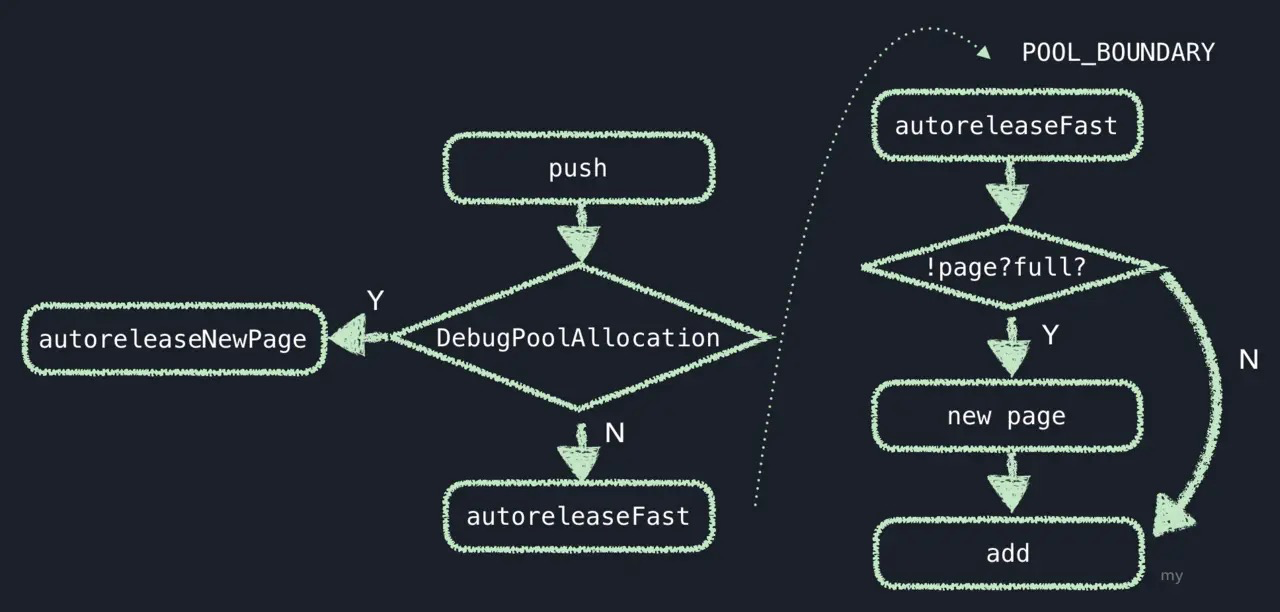 push
DebugPoolAllocation
Y
autoreleaseNewPage
N
autoreleaseFast
POOL_BOUNDARY
autoreleaseFast
!page?full?
Y
N
new page
add
my